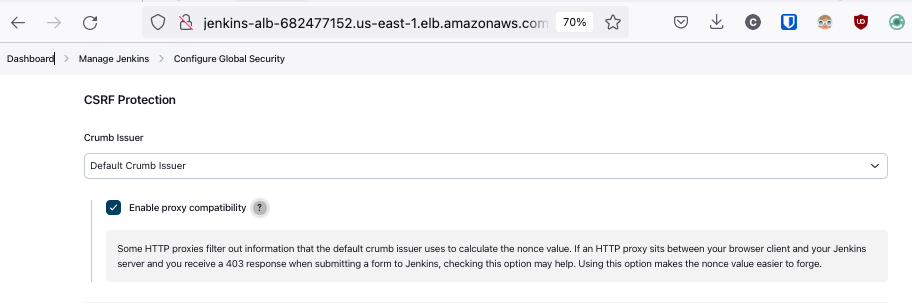 jenkins-alb-682477152.us-east-1.elb.amazonaws.com 70%
Dashboard > Manage Jenkins > Configure Global Security
CSRF Protection
Crumb Issuer
Default Crumb Issuer
Enable proxy compatibility ?
Some HTTP proxies filter out information that the default crumb issuer uses to calculate the nonce value. If an HTTP proxy sits between your browser client and your Jenkins
server and you receive a 403 response when submitting a form to Jenkins, checking this option may help. Using this option makes the nonce value easier to forge.